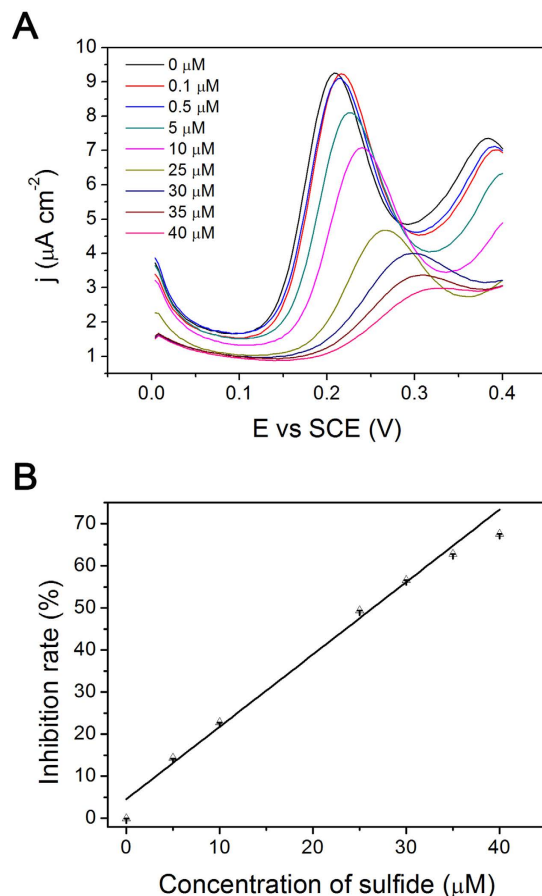 A
10
9
8
7
6
5
4
3
2
1
j (µA cm⁻²)
0 µM
0.1 µM
0.5 µM
5 µM
10 µM
25 µM
30 µM
35 µM
40 µM
0.0 0.1 0.2 0.3 0.4
E vs SCE (V)
B
70
60
50
40
30
20
10
0
Inhibition rate (%)
0 10 20 30 40
Concentration of sulfide (µM)